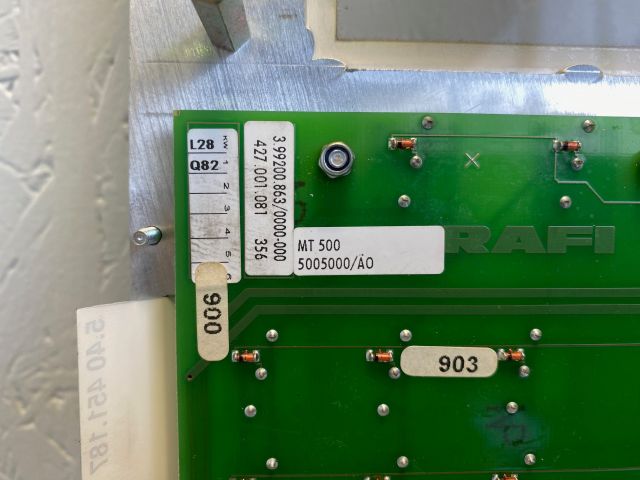 KW
L28
Q82
1
2
3
4
5
6
3.99200.863/0000-000
427.001.081 356
MT 500
5005000/ÄO
RAFI
900
903
5.40 451.187